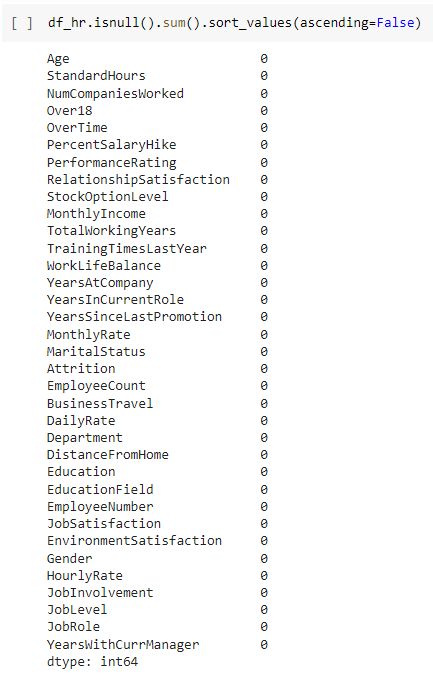 [ ] df_hr.isnull().sum().sort_values(ascending=False)
Age 0
StandardHours 0
NumCompaniesWorked 0
Over18 0
OverTime 0
PercentSalaryHike 0
PerformanceRating 0
RelationshipSatisfaction 0
StockOptionLevel 0
MonthlyIncome 0
TotalWorkingYears 0
TrainingTimesLastYear 0
WorkLifeBalance 0
YearsAtCompany 0
YearsInCurrentRole 0
YearsSinceLastPromotion 0
MonthlyRate 0
MaritalStatus 0
Attrition 0
EmployeeCount 0
BusinessTravel 0
DailyRate 0
Department 0
DistanceFromHome 0
Education 0
EducationField 0
EmployeeNumber 0
JobSatisfaction 0
EnvironmentSatisfaction 0
Gender 0
HourlyRate 0
JobInvolvement 0
JobLevel 0
JobRole 0
YearsWithCurrManager 0
dtype: int64